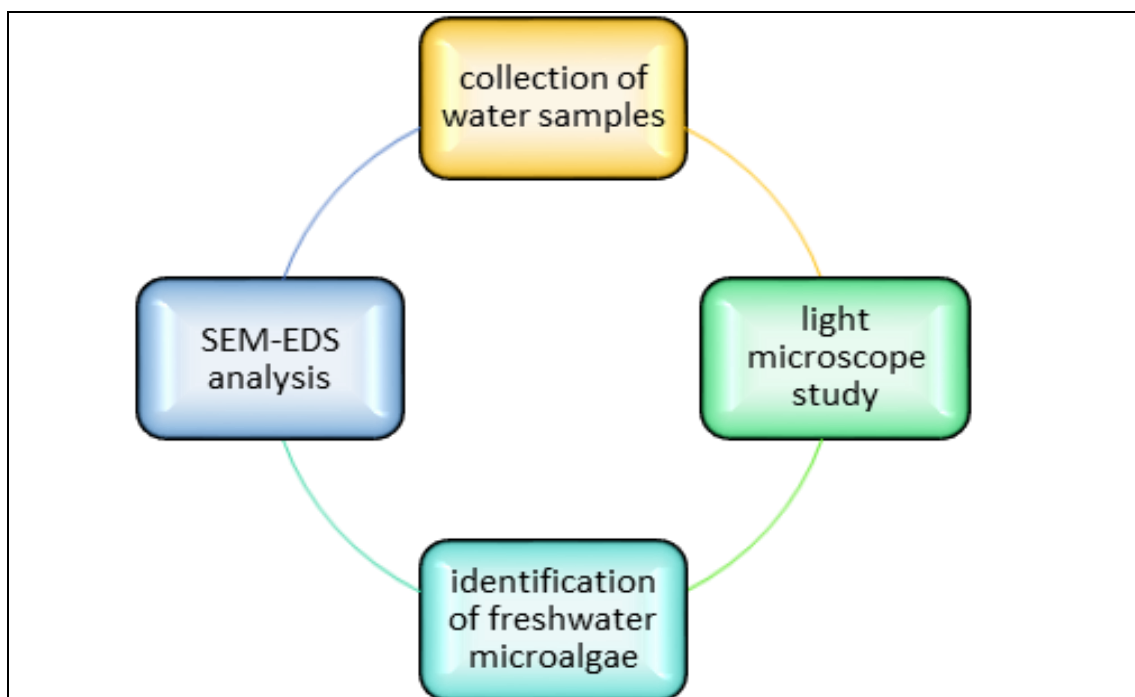 collection of
water samples
light
microscope
study
identification
of freshwater
microalgae
SEM-EDS
analysis